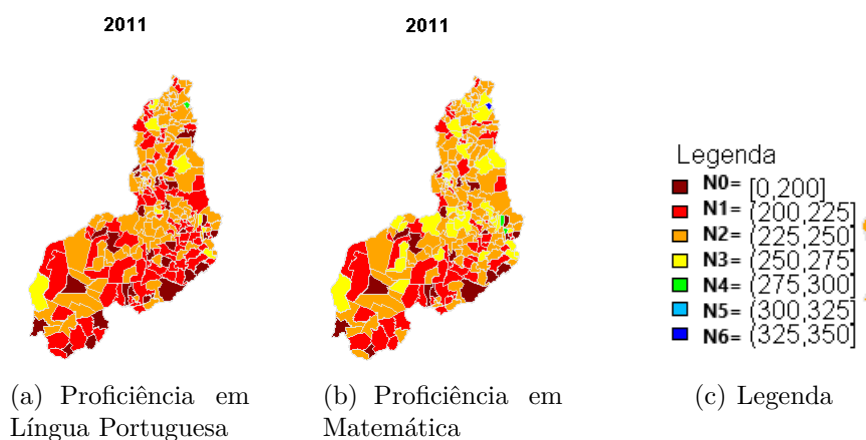 2011
2011
Legenda
N0= [0,200]
N1= (200,225]
N2= (225,250]
N3= (250,275]
N4= (275,300]
N5= (300,325]
N6= (325,350]
(a) Proficiência em
Língua Portuguesa
(b) Proficiência em
Matemática
(c) Legenda